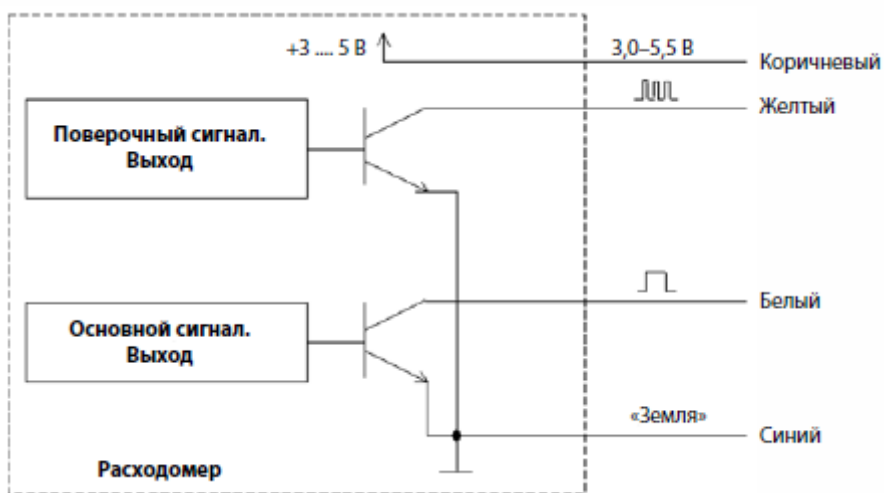 +3 .... 5 В
3,0–5,5 В
Коричневый
Желтый
Поверочный сигнал.
Выход
Белый
Основной сигнал.
Выход
«Земля»
Синий
Расходомер